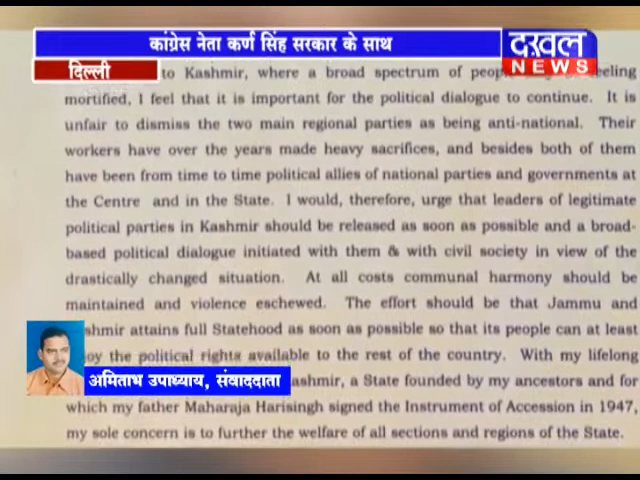 कांग्रेस नेता कर्ण सिंह सरकार के साथ
दिल्ली
दख़ल
NEWS
to Kashmir, where a broad spectrum of people eeling
mortified, I feel that it is important for the political dialogue to continue. It is
unfair to dismiss the two main regional parties as being anti-national. Their
workers have over the years made heavy sacrifices, and besides both of them
have been from time to time political allies of national parties and governments at
the Centre and in the State. I would, therefore, urge that leaders of legitimate
political parties in Kashmir should be released as soon as possible and a broad-
based political dialogue initiated with them & with civil society in view of the
drastically changed situation. At all costs communal harmony should be
maintained and violence eschewed. The effort should be that Jammu and
shmir attains full Statehood as soon as possible so that its people can at least
joy the political rights available to the rest of the country. With my lifelong
अमिताभ उपाध्याय, संवाददाता
ashmir, a State founded by my ancestors and for
which my father Maharaja Harisingh signed the Instrument of Accession in 1947,
my sole concern is to further the welfare of all sections and regions of the State.